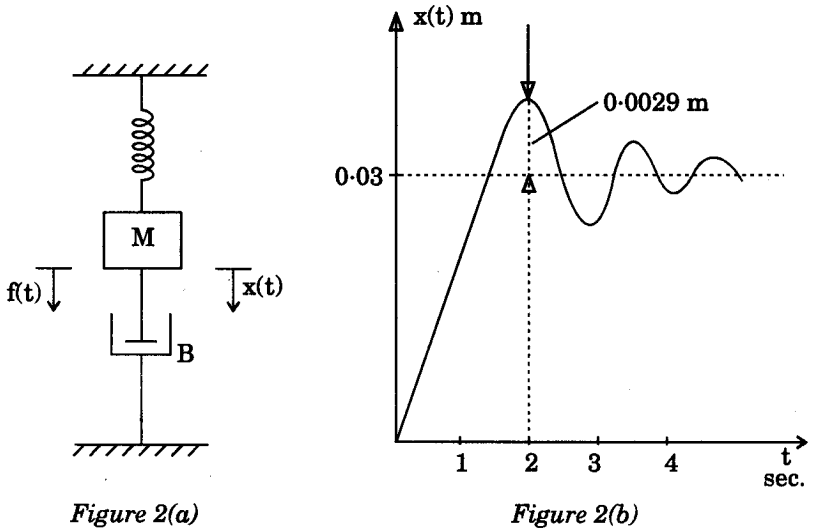 x(t) m
0·0029 m
0·03
M
f(t)
x(t)
B
1 2 3 4 t
sec.
Figure 2(a)
Figure 2(b)